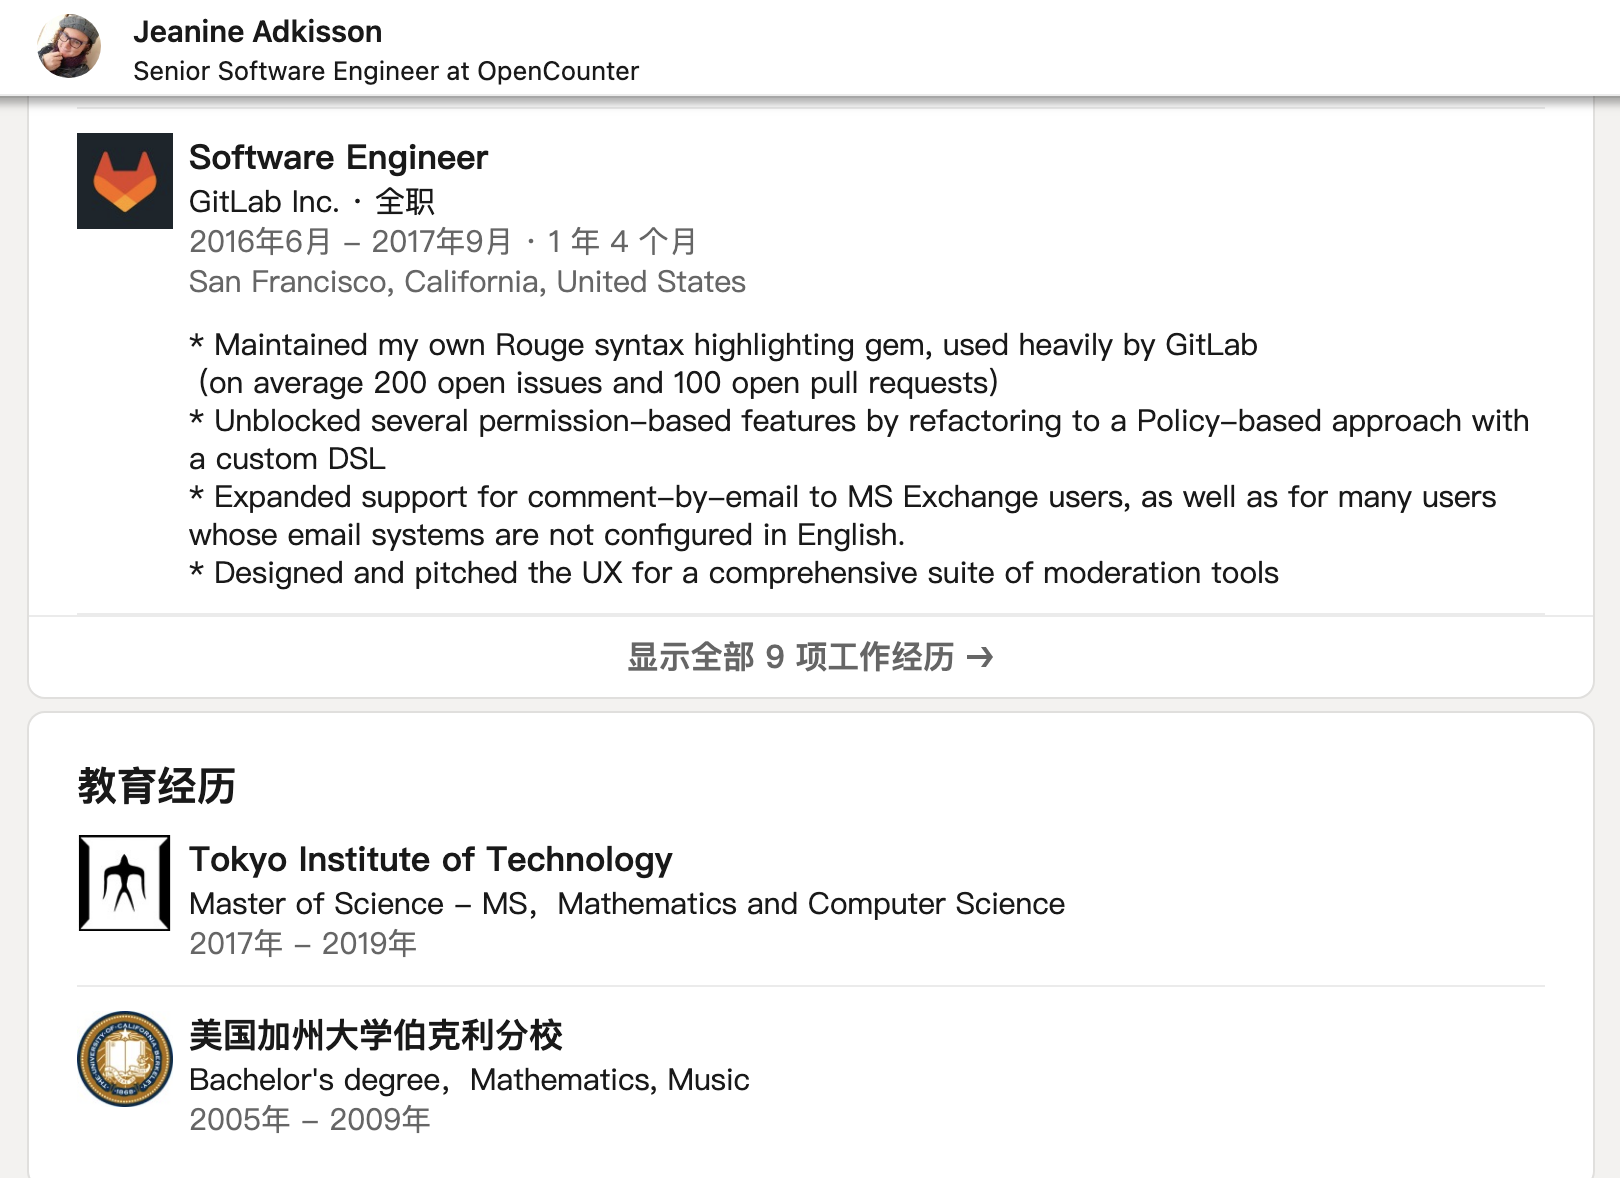 Jeanine Adkisson
Senior Software Engineer at OpenCounter
Software Engineer
GitLab Inc. · 全职
2016年6月 – 2017年9月 · 1 年 4 个月
San Francisco, California, United States
* Maintained my own Rouge syntax highlighting gem, used heavily by GitLab
(on average 200 open issues and 100 open pull requests)
* Unblocked several permission–based features by refactoring to a Policy–based approach with
a custom DSL
* Expanded support for comment–by–email to MS Exchange users, as well as for many users
whose email systems are not configured in English.
* Designed and pitched the UX for a comprehensive suite of moderation tools
显示全部 9 项工作经历 →
教育经历
Tokyo Institute of Technology
Master of Science – MS，Mathematics and Computer Science
2017年 – 2019年
美国加州大学伯克利分校
Bachelor's degree，Mathematics, Music
2005年 – 2009年
THE·UNIVERSITY·OF·CALIFORNIA·BERKELEY
1868